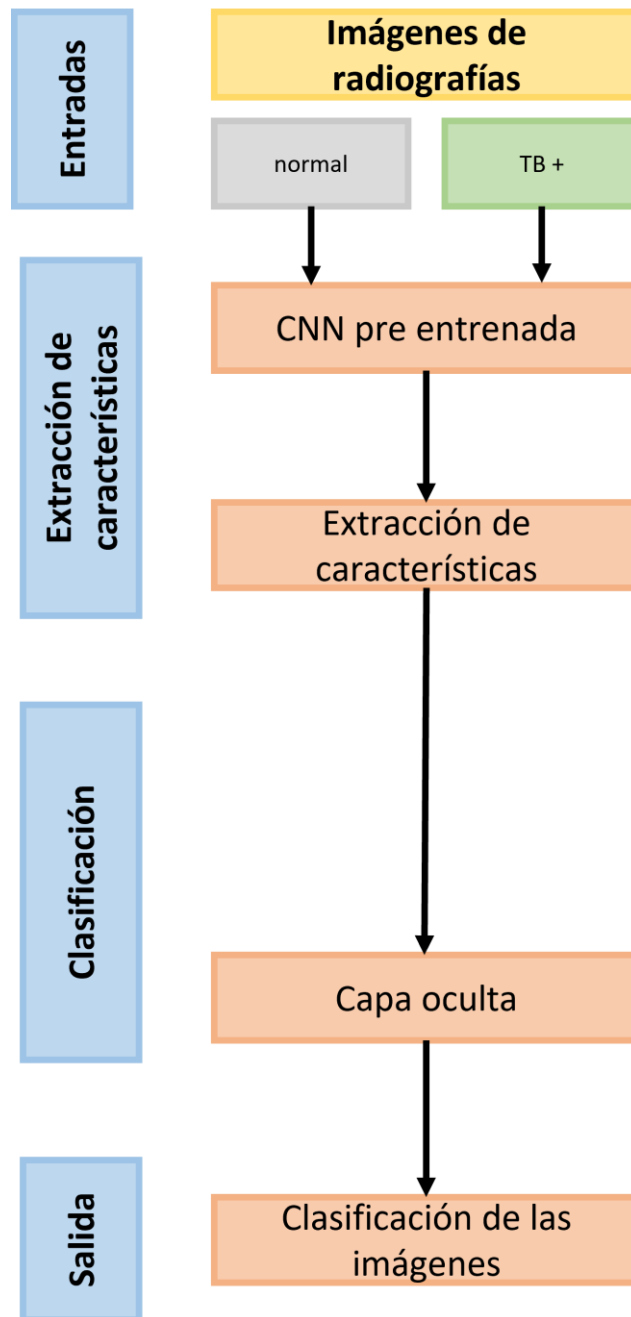 Entradas
Imágenes de
radiografías
normal
TB +
Extracción de
características
CNN pre entrenada
Extracción de
características
Clasificación
Capa oculta
Salida
Clasificación de las
imágenes